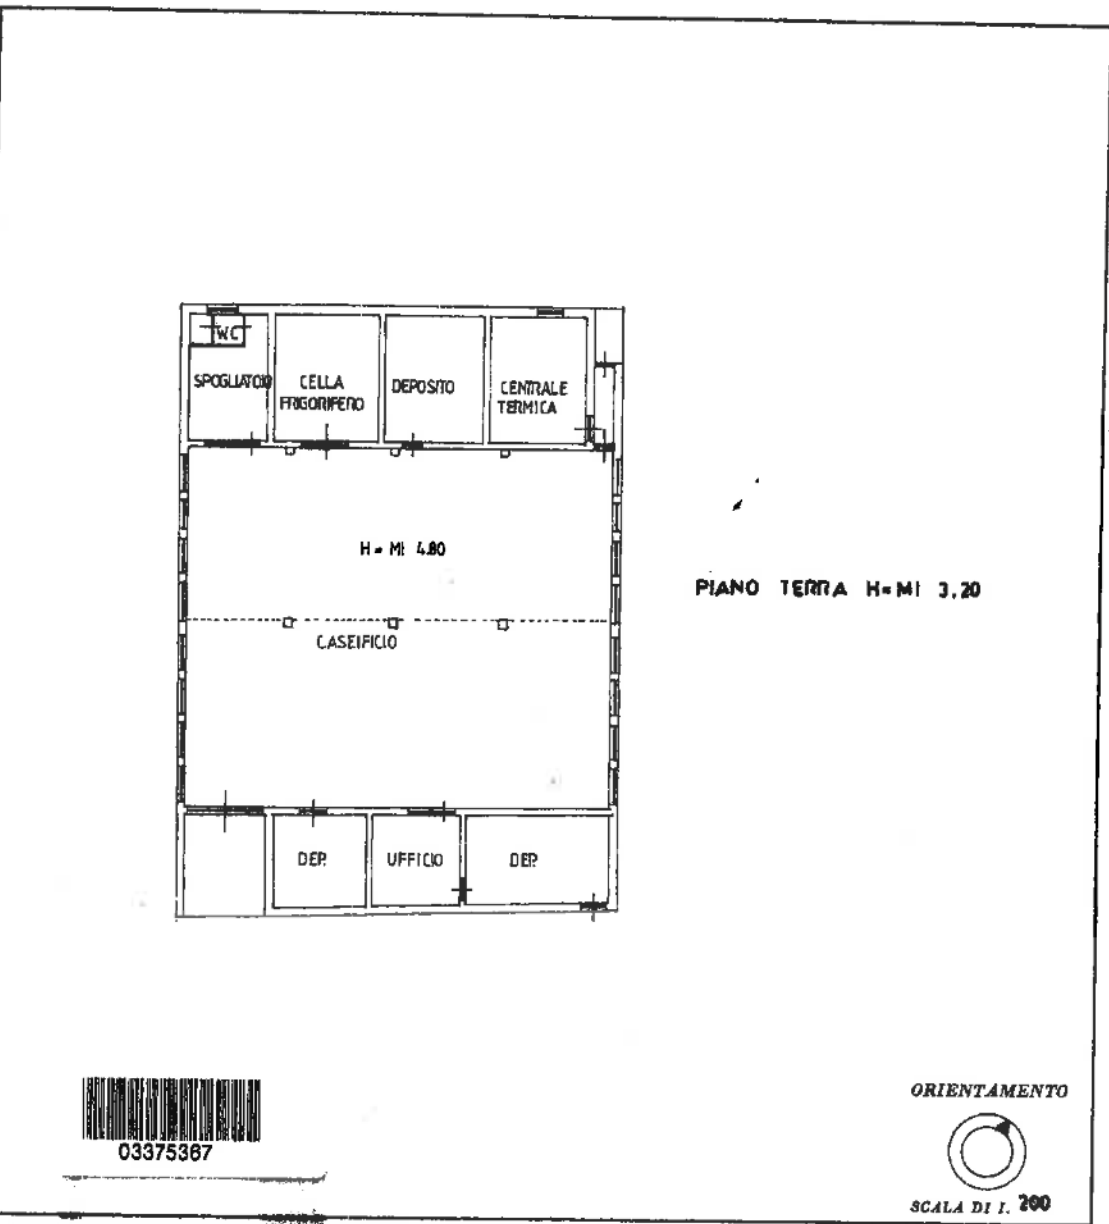 WC
SPOGLIATOIO
CELLA
FRIGORIFERO
DEPOSITO
CENTRALE
TERMICA
H = Ml 4.80
PIANO TERRA H=Ml 3,20
CASEIFICIO
DEP.
UFFICIO
DEP.
03375367
ORIENTAMENTO
SCALA DI 1. 200